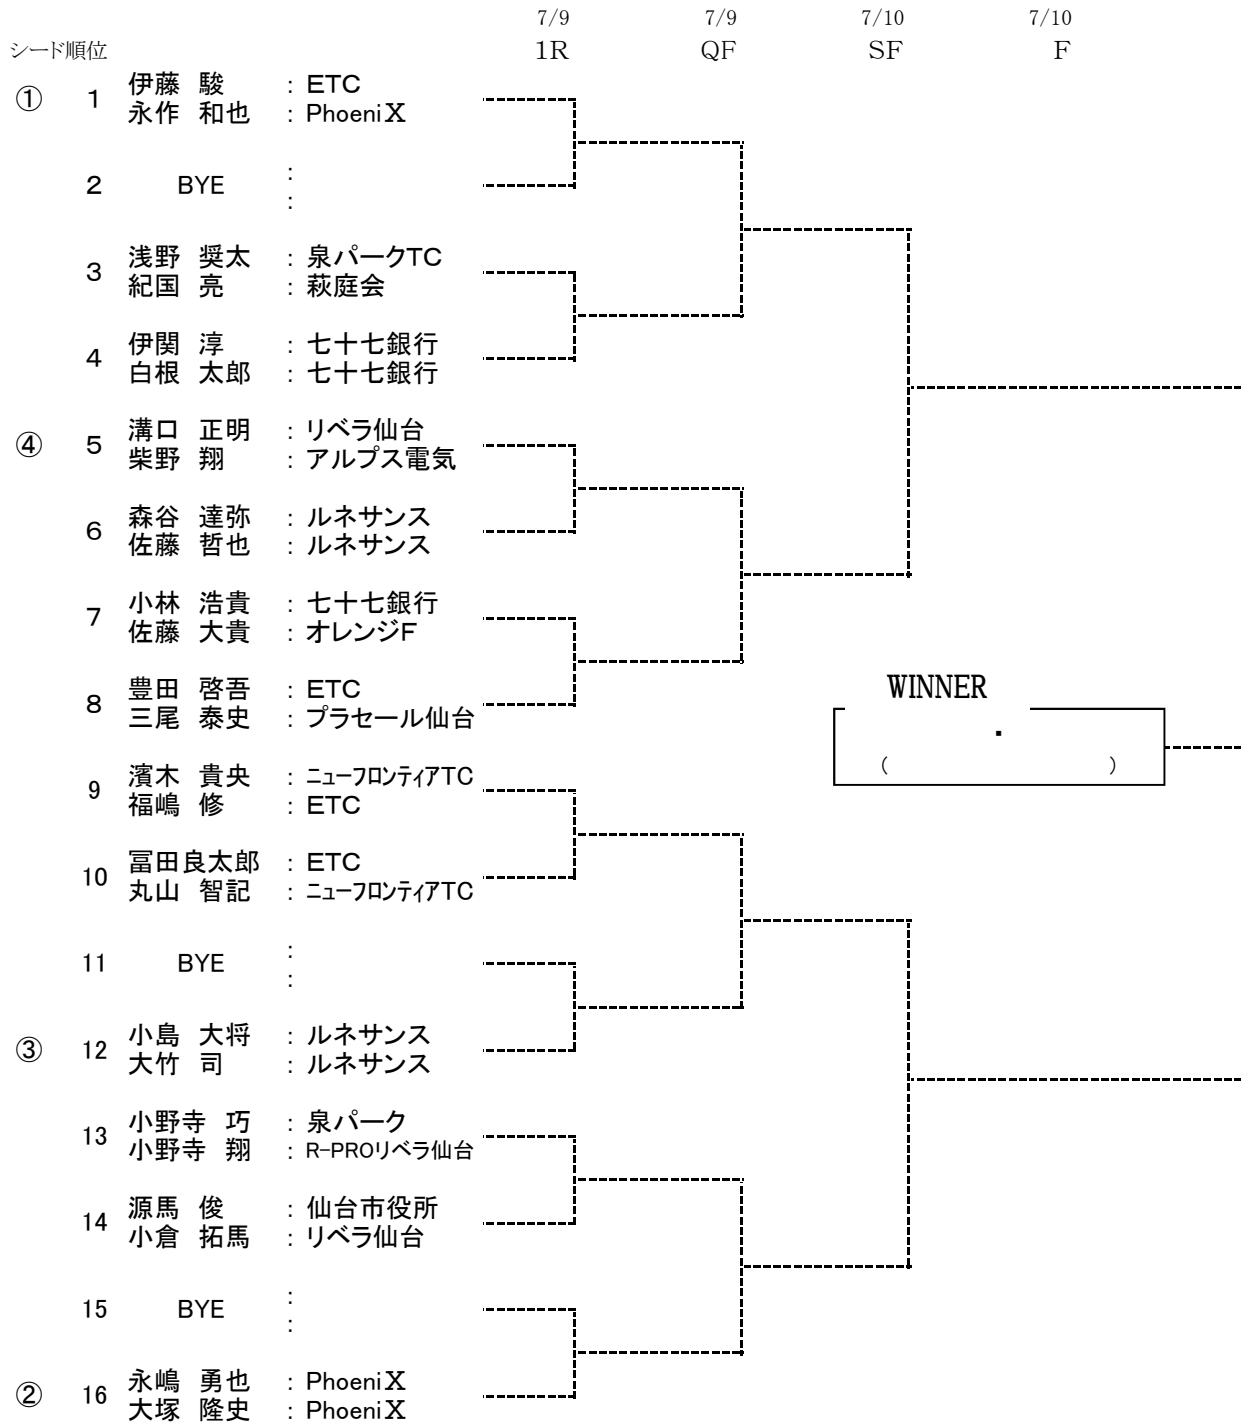 7/9 7/9 7/10 7/10
シード順位 1R QF SF F
① 1 伊藤 駿 : ETC
永作 和也 : PhoeniX
2 BYE :
:
3 浅野 奨太 : 泉パークTC
紀国 亮 : 萩庭会
4 伊関 淳 : 七十七銀行
白根 太郎 : 七十七銀行
④ 5 溝口 正明 : リベラ仙台
柴野 翔 : アルプス電気
6 森谷 達弥 : ルネサンス
佐藤 哲也 : ルネサンス
7 小林 浩貴 : 七十七銀行
佐藤 大貴 : オレンジF
8 豊田 啓吾 : ETC
三尾 泰史 : プラセール仙台
WINNER
・
( )
9 濱木 貴央 : ニューフロンティアTC
福嶋 修 : ETC
10 冨田良太郎 : ETC
丸山 智記 : ニューフロンティアTC
11 BYE :
:
③ 12 小島 大将 : ルネサンス
大竹 司 : ルネサンス
13 小野寺 巧 : 泉パーク
小野寺 翔 : R-PROリベラ仙台
14 源馬 俊 : 仙台市役所
小倉 拓馬 : リベラ仙台
15 BYE :
:
② 16 永嶋 勇也 : PhoeniX
大塚 隆史 : PhoeniX